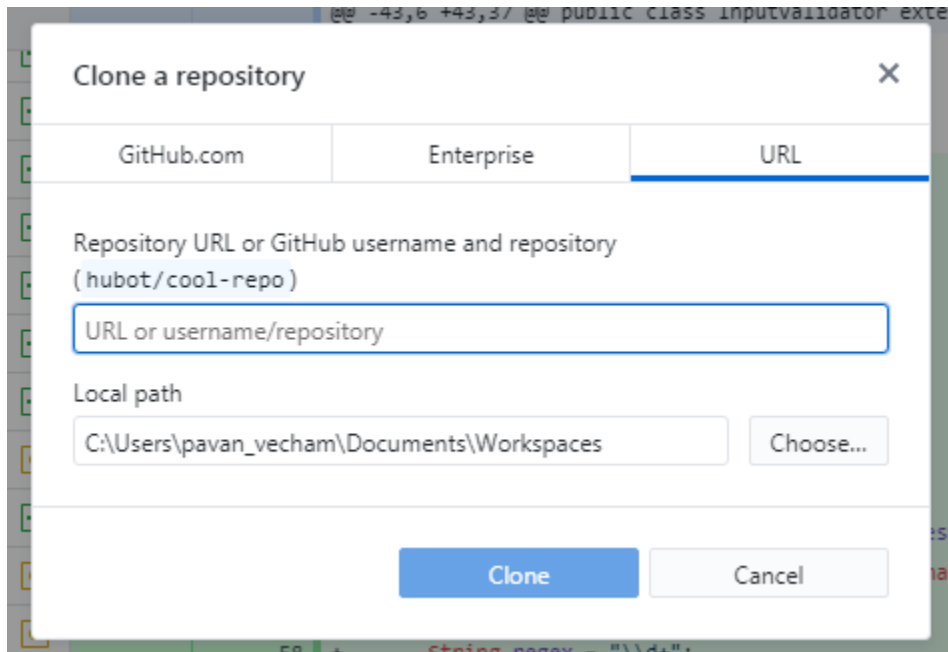 @@ -43,6 +43,37 @@ public class InputValidator exte
Clone a repository
GitHub.com
Enterprise
URL
Repository URL or GitHub username and repository
(hubot/cool-repo)
URL or username/repository
Local path
C:\Users\pavan_vecham\Documents\Workspaces
Choose...
Clone
Cancel
58 + String regex = "\\d+";